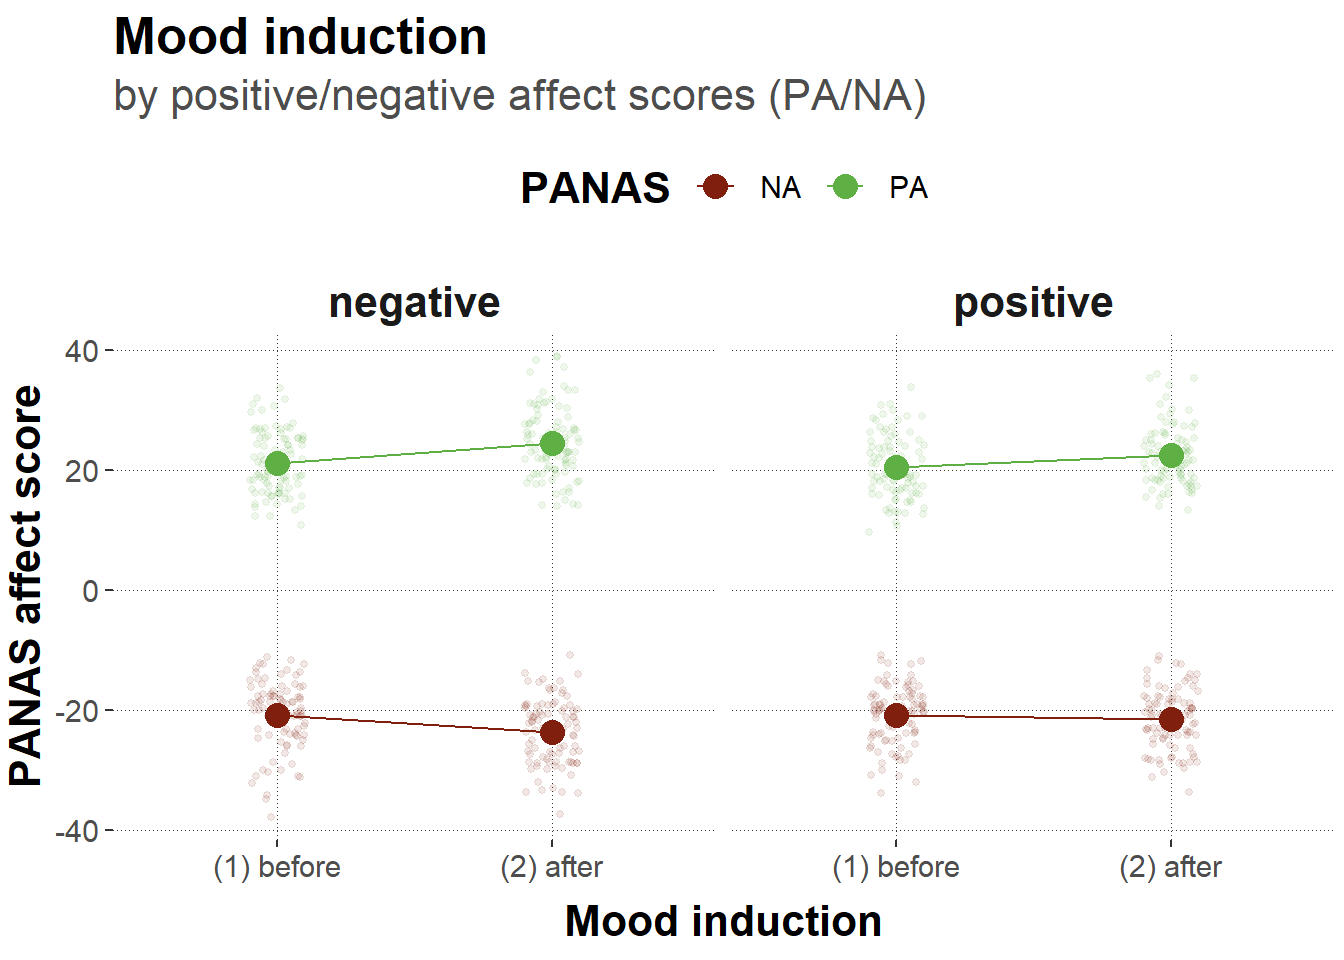 Mood induction
by positive/negative affect scores (PA/NA)
PANAS NA PA
negative positive
PANAS affect score
40
20
0
-20
-40
(1) before (2) after (1) before (2) after
Mood induction